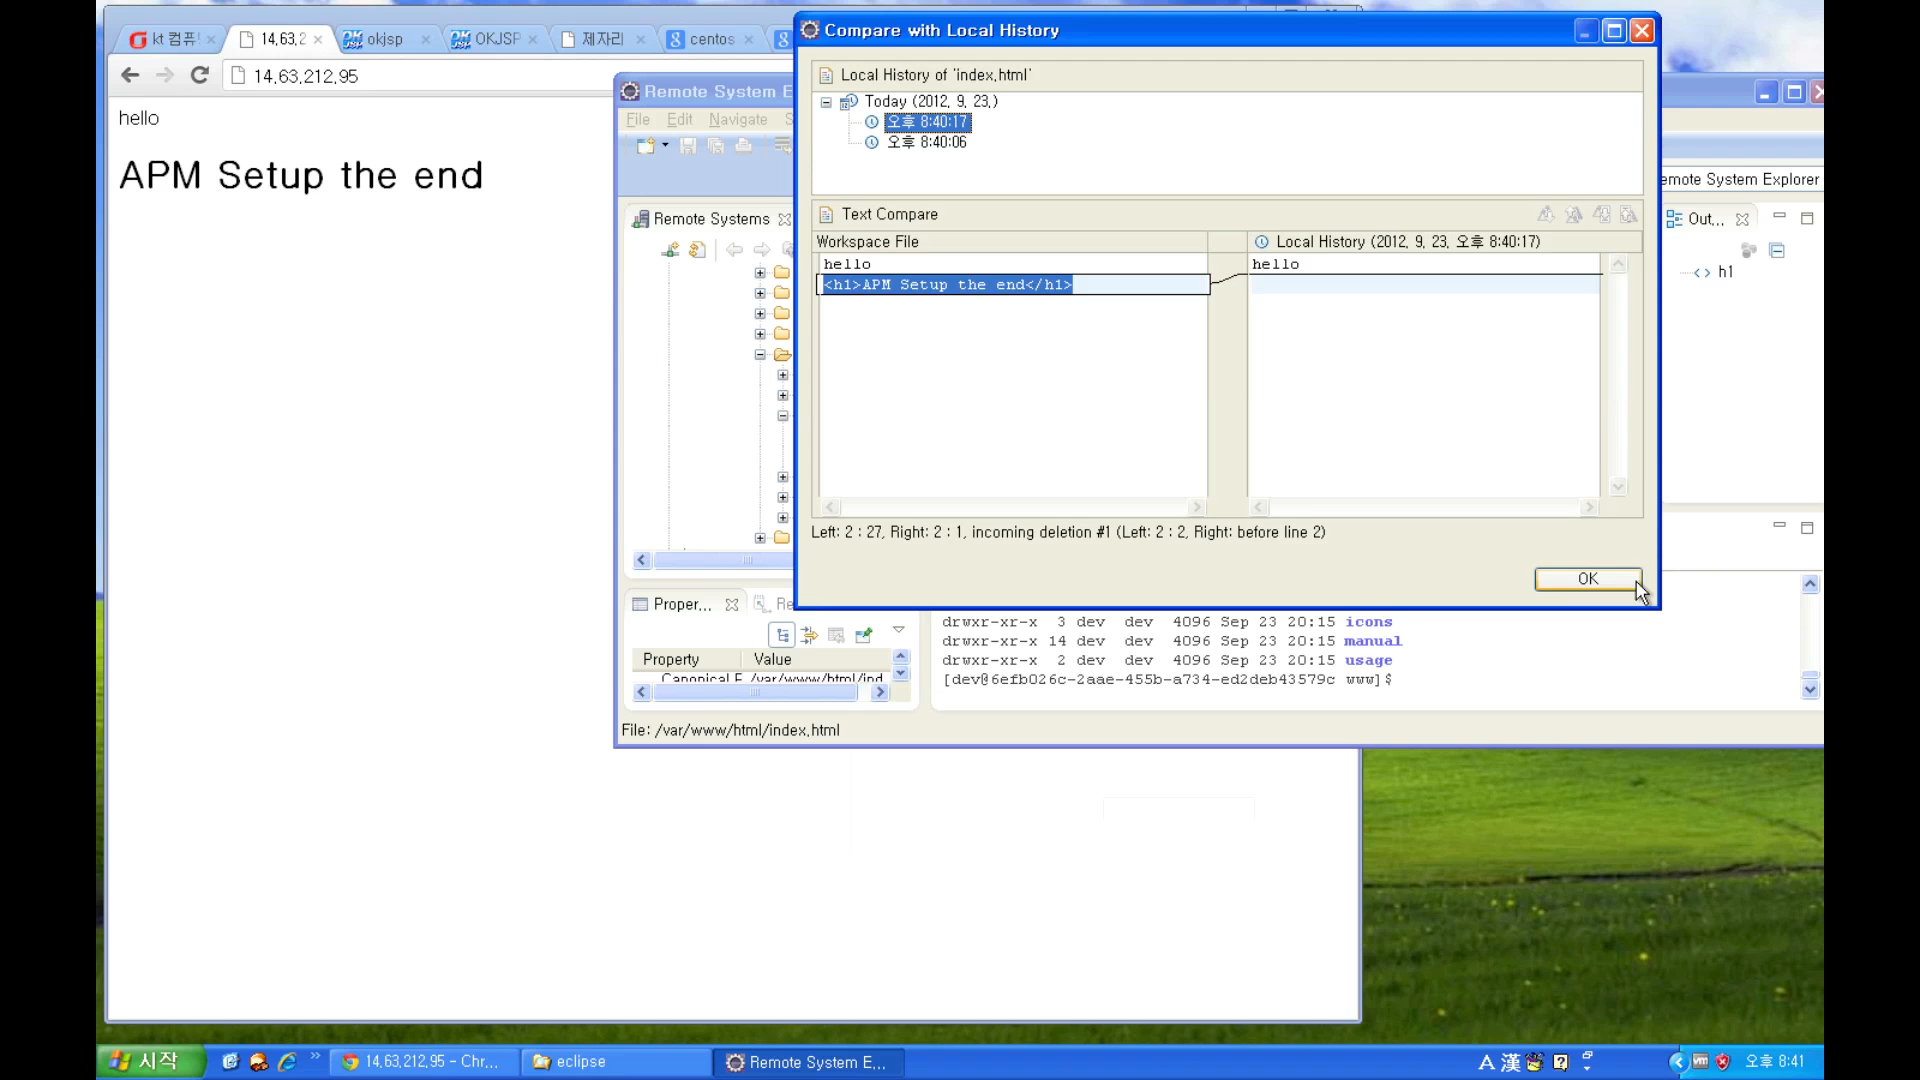 kt 컴퓨
14.63.2
okjsp
OKJSP
제자리
centos
14.63.212.95
hello
APM Setup the end
Remote System E
File Edit Navigate S
Remote Systems
Compare with Local History
Local History of 'index.html'
Today (2012. 9. 23.)
오후 8:40:17
오후 8:40:06
Text Compare
Workspace File
Local History (2012. 9. 23. 오후 8:40:17)
hello
hello
<h1>APM Setup the end</h1>
Left: 2 : 27, Right: 2 : 1, incoming deletion #1 (Left: 2 : 2, Right: before line 2)
OK
emote System Explorer
Out...
h1
Proper...
Re
Property Value
Canonical F /var/www/html/ind
drwxr-xr-x 3 dev dev 4096 Sep 23 20:15 icons
drwxr-xr-x 14 dev dev 4096 Sep 23 20:15 manual
drwxr-xr-x 2 dev dev 4096 Sep 23 20:15 usage
[dev@6efb026c-2aae-455b-a734-ed2deb43579c www]$
File: /var/www/html/index.html
시작
14.63.212.95 - Chr...
eclipse
Remote System E...
A 漢
오후 8:41